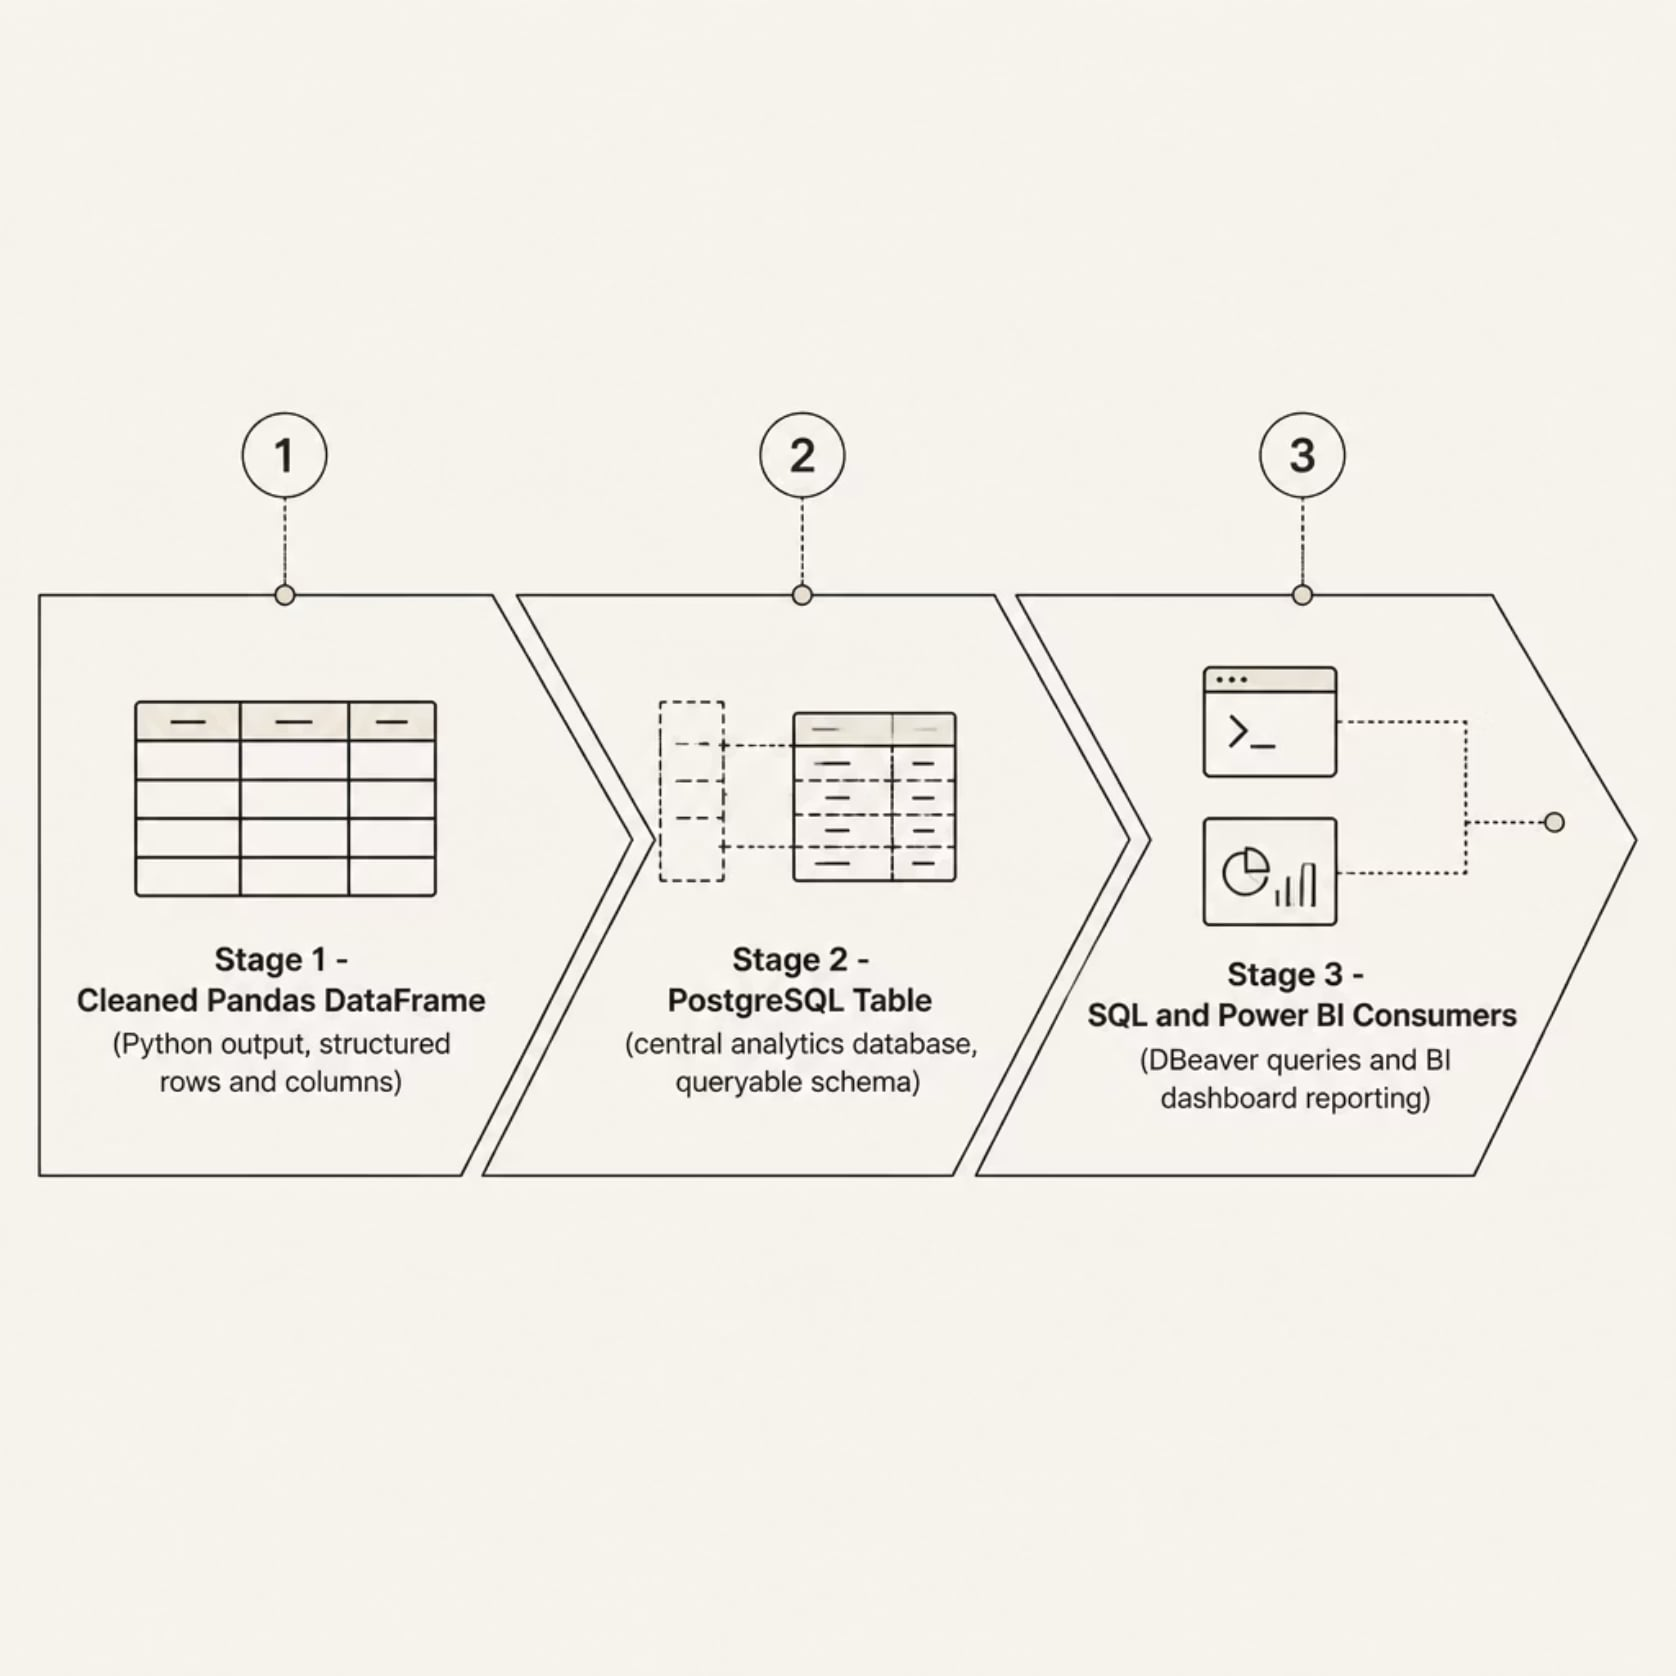 1
2
3
Stage 1 -
Cleaned Pandas DataFrame
(Python output, structured
rows and columns)
Stage 2 -
PostgreSQL Table
(central analytics database,
queryable schema)
>_
Stage 3 -
SQL and Power BI Consumers
(DBeaver queries and BI
dashboard reporting)